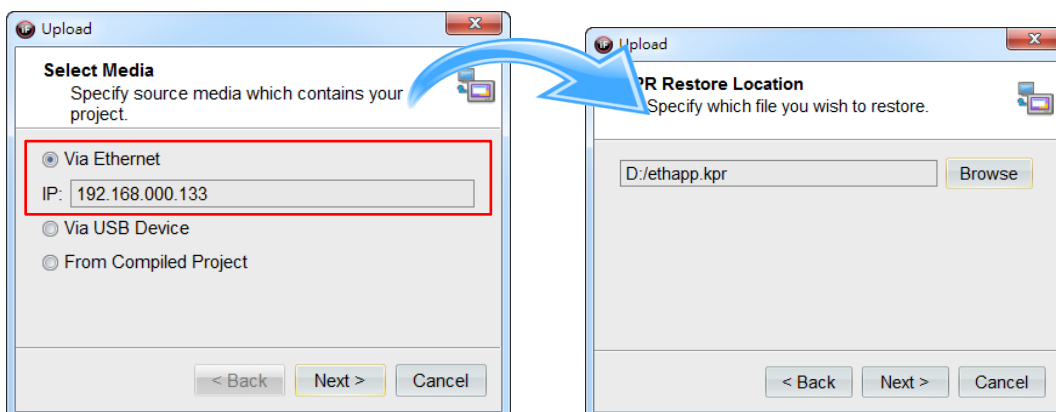 Upload
Select Media
Specify source media which contains your
project.
Via Ethernet
IP: 192.168.000.133
Via USB Device
From Compiled Project
< Back Next > Cancel
Upload
PR Restore Location
Specify which file you wish to restore.
D:/ethapp.kpr Browse
< Back Next > Cancel